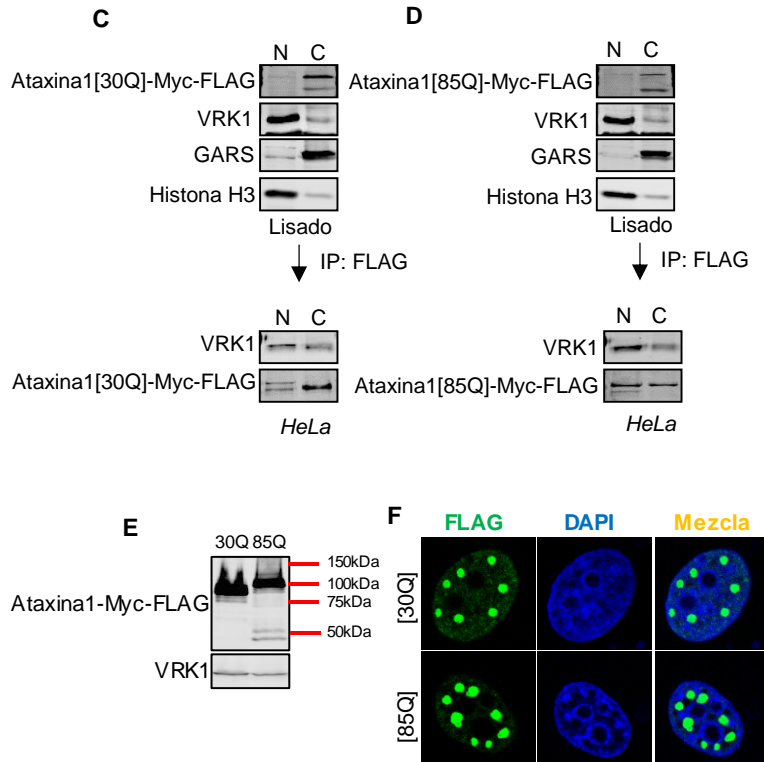 C
N C
Ataxina1[30Q]-Myc-FLAG
VRK1
GARS
Histona H3
Lisado
IP: FLAG
N C
VRK1
Ataxina1[30Q]-Myc-FLAG
HeLa
D
N C
Ataxina1[85Q]-Myc-FLAG
VRK1
GARS
Histona H3
Lisado
IP: FLAG
N C
VRK1
Ataxina1[85Q]-Myc-FLAG
HeLa
E
30Q 85Q
150kDa
100kDa
75kDa
50kDa
Ataxina1-Myc-FLAG
VRK1
F
FLAG DAPI Mezcla
[30Q]
[85Q]